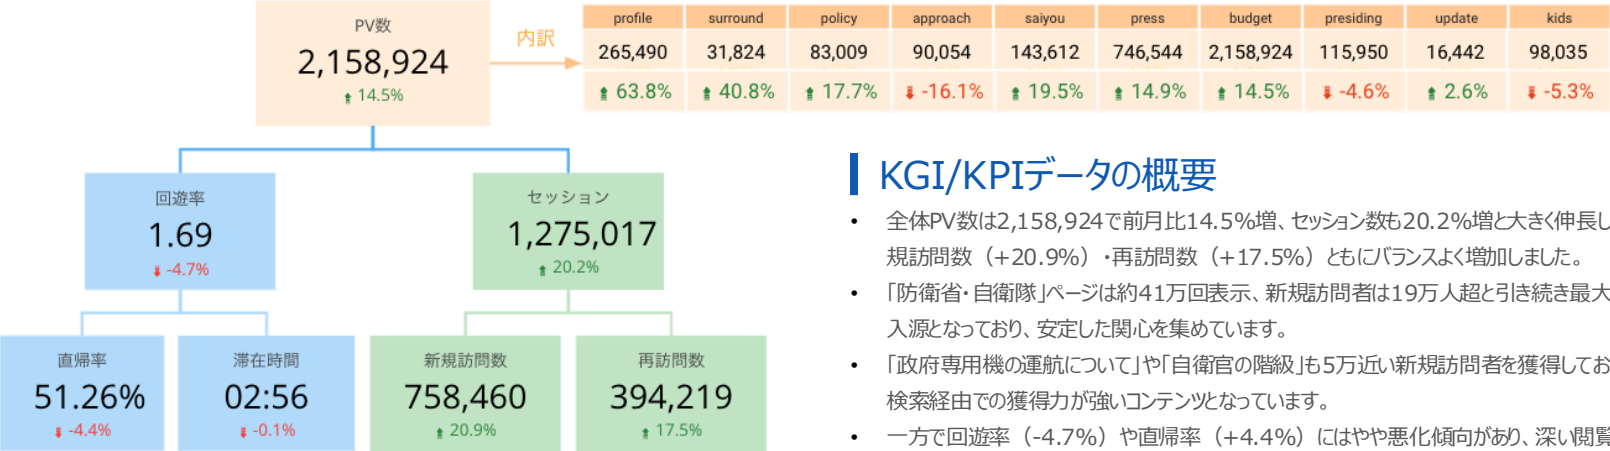 PV数
2,158,924
14.5%
内訳
profile surround policy approach saiyou press budget presiding update kids
265,490 31,824 83,009 90,054 143,612 746,544 2,158,924 115,950 16,442 98,035
63.8% 40.8% 17.7% -16.1% 19.5% 14.9% 14.5% -4.6% 2.6% -5.3%
回遊率
1.69
-4.7%
セッション
1,275,017
20.2%
直帰率
51.26%
-4.4%
滞在時間
02:56
-0.1%
新規訪問数
758,460
20.9%
再訪問数
394,219
17.5%
KGI/KPIデータの概要
• 全体PV数は2,158,924で前月比14.5%増、セッション数も20.2%増と大きく伸長し
規訪問数（+20.9%）・再訪問数（+17.5%）ともにバランスよく増加しました。
• 「防衛省・自衛隊」ページは約41万回表示、新規訪問者は19万人超と引き続き最大
入源となっており、安定した関心を集めています。
• 「政府専用機の運航について」や「自衛官の階級」も5万近い新規訪問者を獲得してお
検索経由での獲得力が強いコンテンツとなっています。
• 一方で回遊率（-4.7%）や直帰率（+4.4%）にはやや悪化傾向があり、深い閲覧